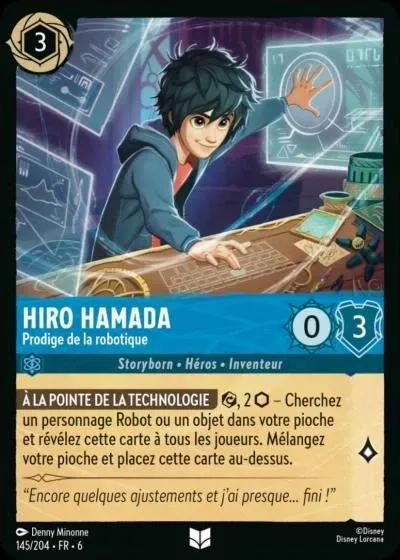 3
HIRO HAMADA
Prodige de la robotique
0
3
Storyborn • Héros • Inventeur
À LA POINTE DE LA TECHNOLOGIE , 2 – Cherchez
un personnage Robot ou un objet dans votre pioche
et révélez cette carte à tous les joueurs. Mélangez
votre pioche et placez cette carte au-dessus.
“Encore quelques ajustements et j’ai presque... fini !”
Denny Minonne
145/204 • FR • 6
©Disney
Disney Lorcana